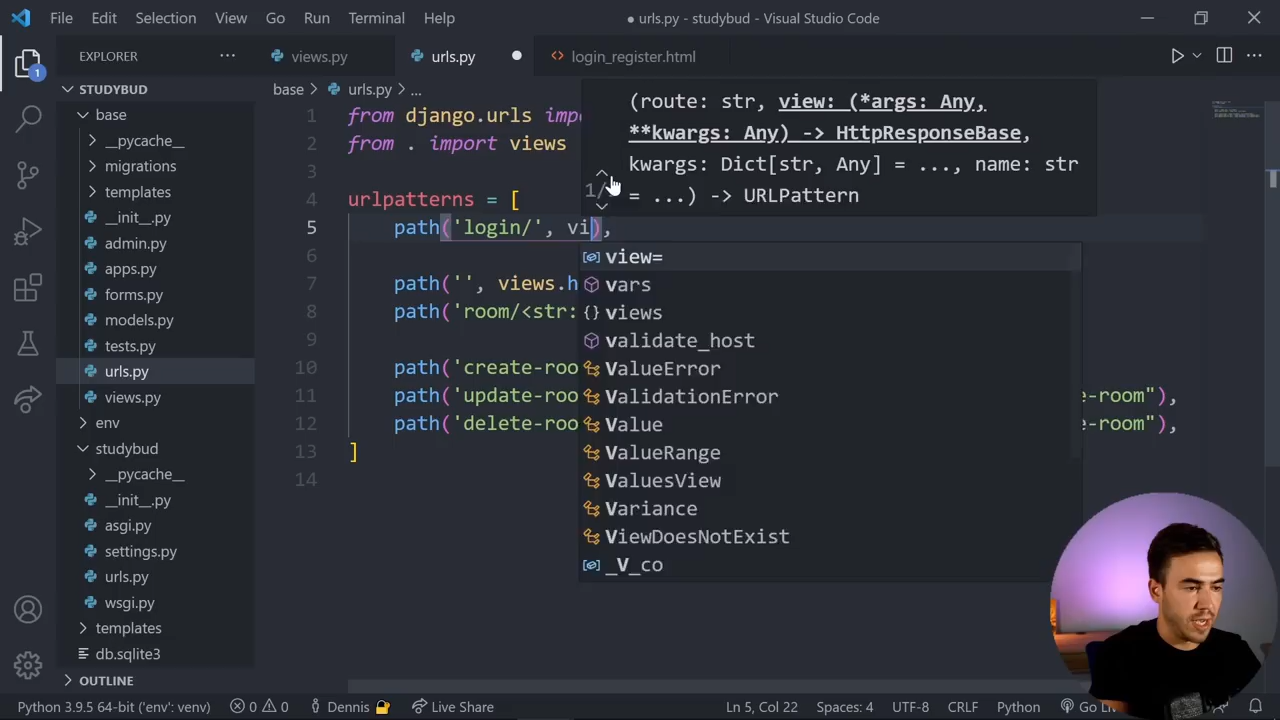 File Edit Selection View Go Run Terminal Help
● urls.py - studybud - Visual Studio Code
EXPLORER ···
views.py
urls.py ●
login_register.html
1
STUDYBUD
base
__pycache__
migrations
templates
__init__.py
admin.py
apps.py
forms.py
models.py
tests.py
urls.py
views.py
env
studybud
__pycache__
__init__.py
asgi.py
settings.py
urls.py
wsgi.py
templates
db.sqlite3
OUTLINE
base > urls.py > ...
1 from django.urls impo
2 from . import views
3
4 urlpatterns = [
5 path('login/', vi),
6
7 path('', views.h
8 path('room/<str:
9
10 path('create-roo
11 path('update-roo e-room"),
12 path('delete-roo e-room"),
13 ]
14
(route: str, view: (*args: Any,
**kwargs: Any) -> HttpResponseBase,
kwargs: Dict[str, Any] = ..., name: str
1/ = ...) -> URLPattern
view=
vars
views
validate_host
ValueError
ValidationError
Value
ValueRange
ValuesView
Variance
ViewDoesNotExist
_V_co
Python 3.9.5 64-bit ('env': venv) 0 0 Dennis Live Share Ln 5, Col 22 Spaces: 4 UTF-8 CRLF Python Go Li